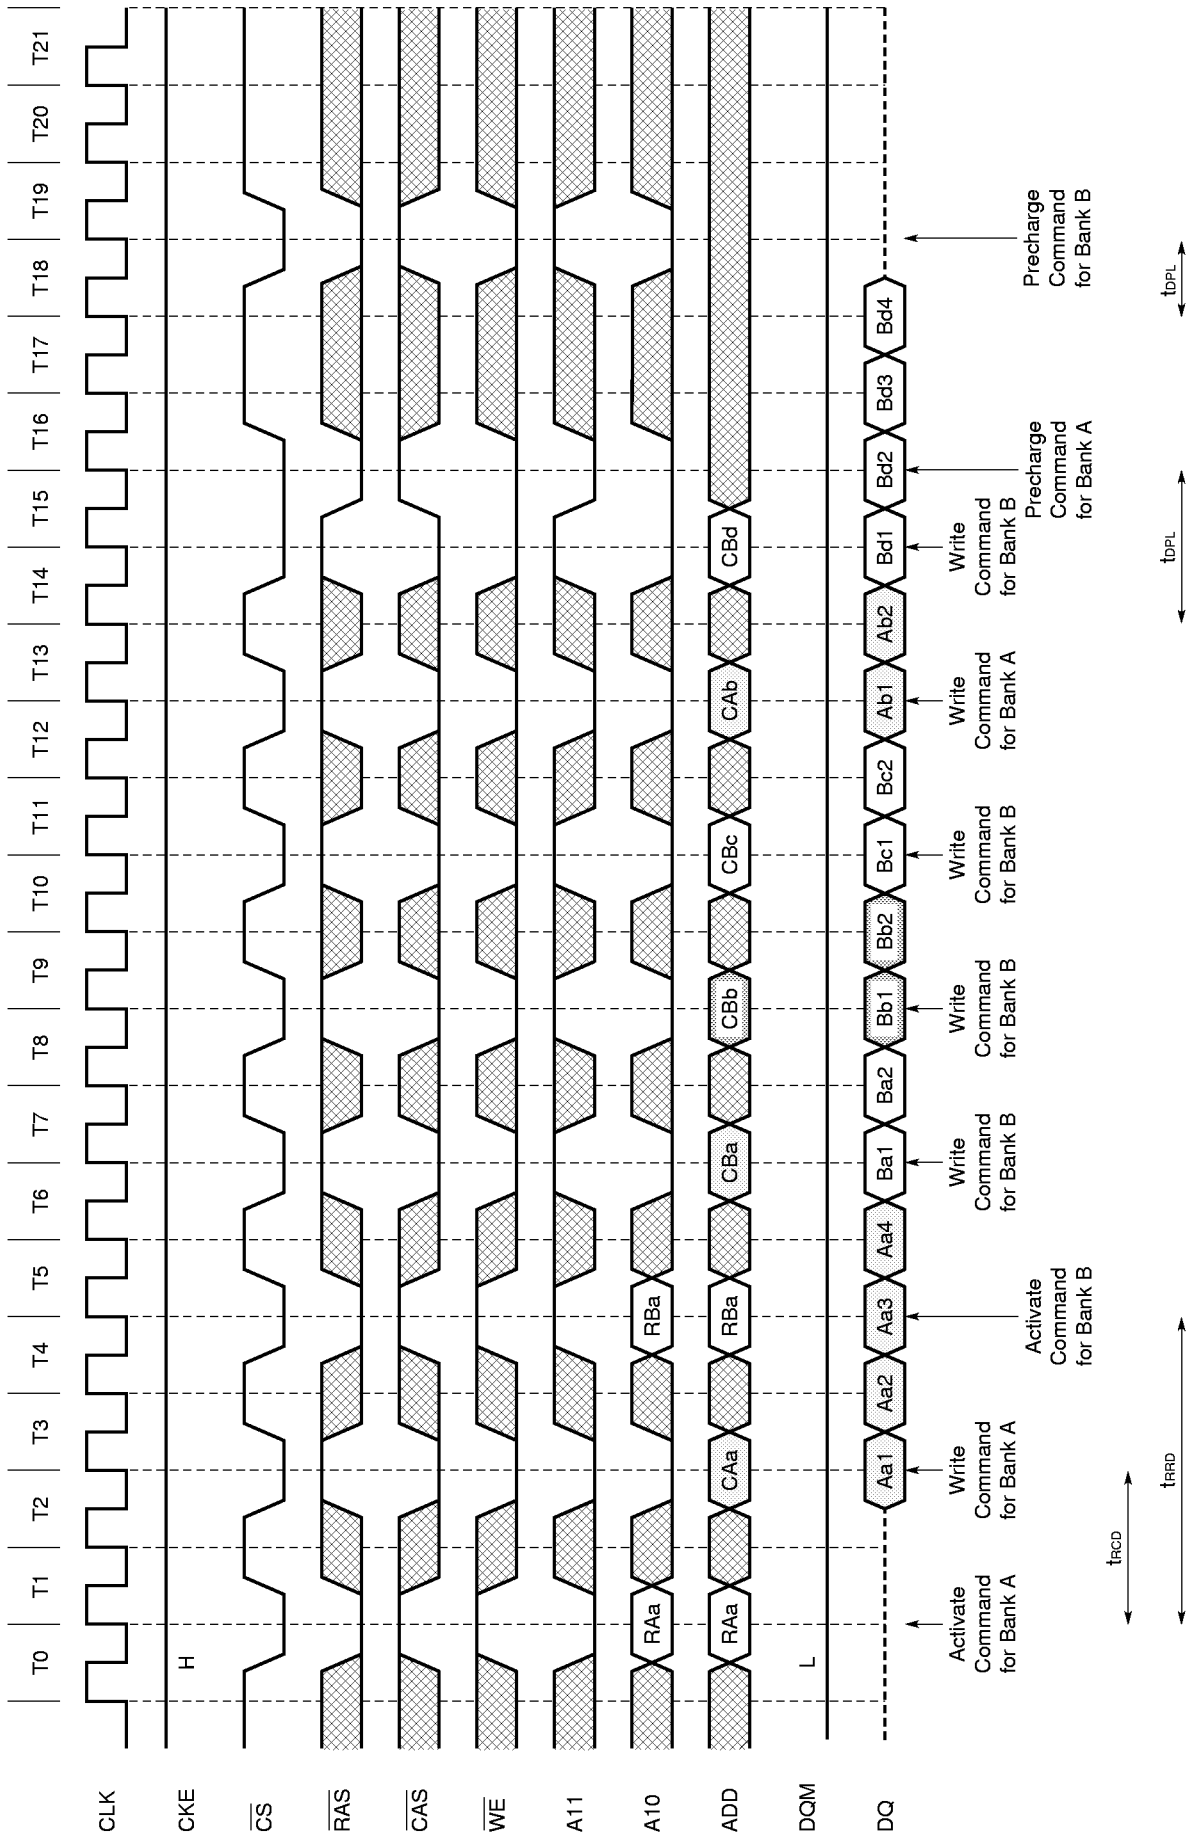 T0 T1 T2 T3 T4 T5 T6 T7 T8 T9 T10 T11 T12 T13 T14 T15 T16 T17 T18 T19 T20 T21
CLK
CKE H
CS
RAS
CAS
WE
A11
A10 RAa RBa
ADD RAa CAa RBa CBa CBb CBc CAb CBd
DQM L
DQ Aa1 Aa2 Aa3 Aa4 Ba1 Ba2 Bb1 Bb2 Bc1 Bc2 Ab1 Ab2 Bd1 Bd2 Bd3 Bd4
Activate
Command
for Bank A
Write
Command
for Bank A
Activate
Command
for Bank B
Write
Command
for Bank B
Write
Command
for Bank B
Write
Command
for Bank B
Write
Command
for Bank A
Write
Command
for Bank B
Precharge
Command
for Bank A
Precharge
Command
for Bank B
tRCD
tRRD
tDPL
tDPL